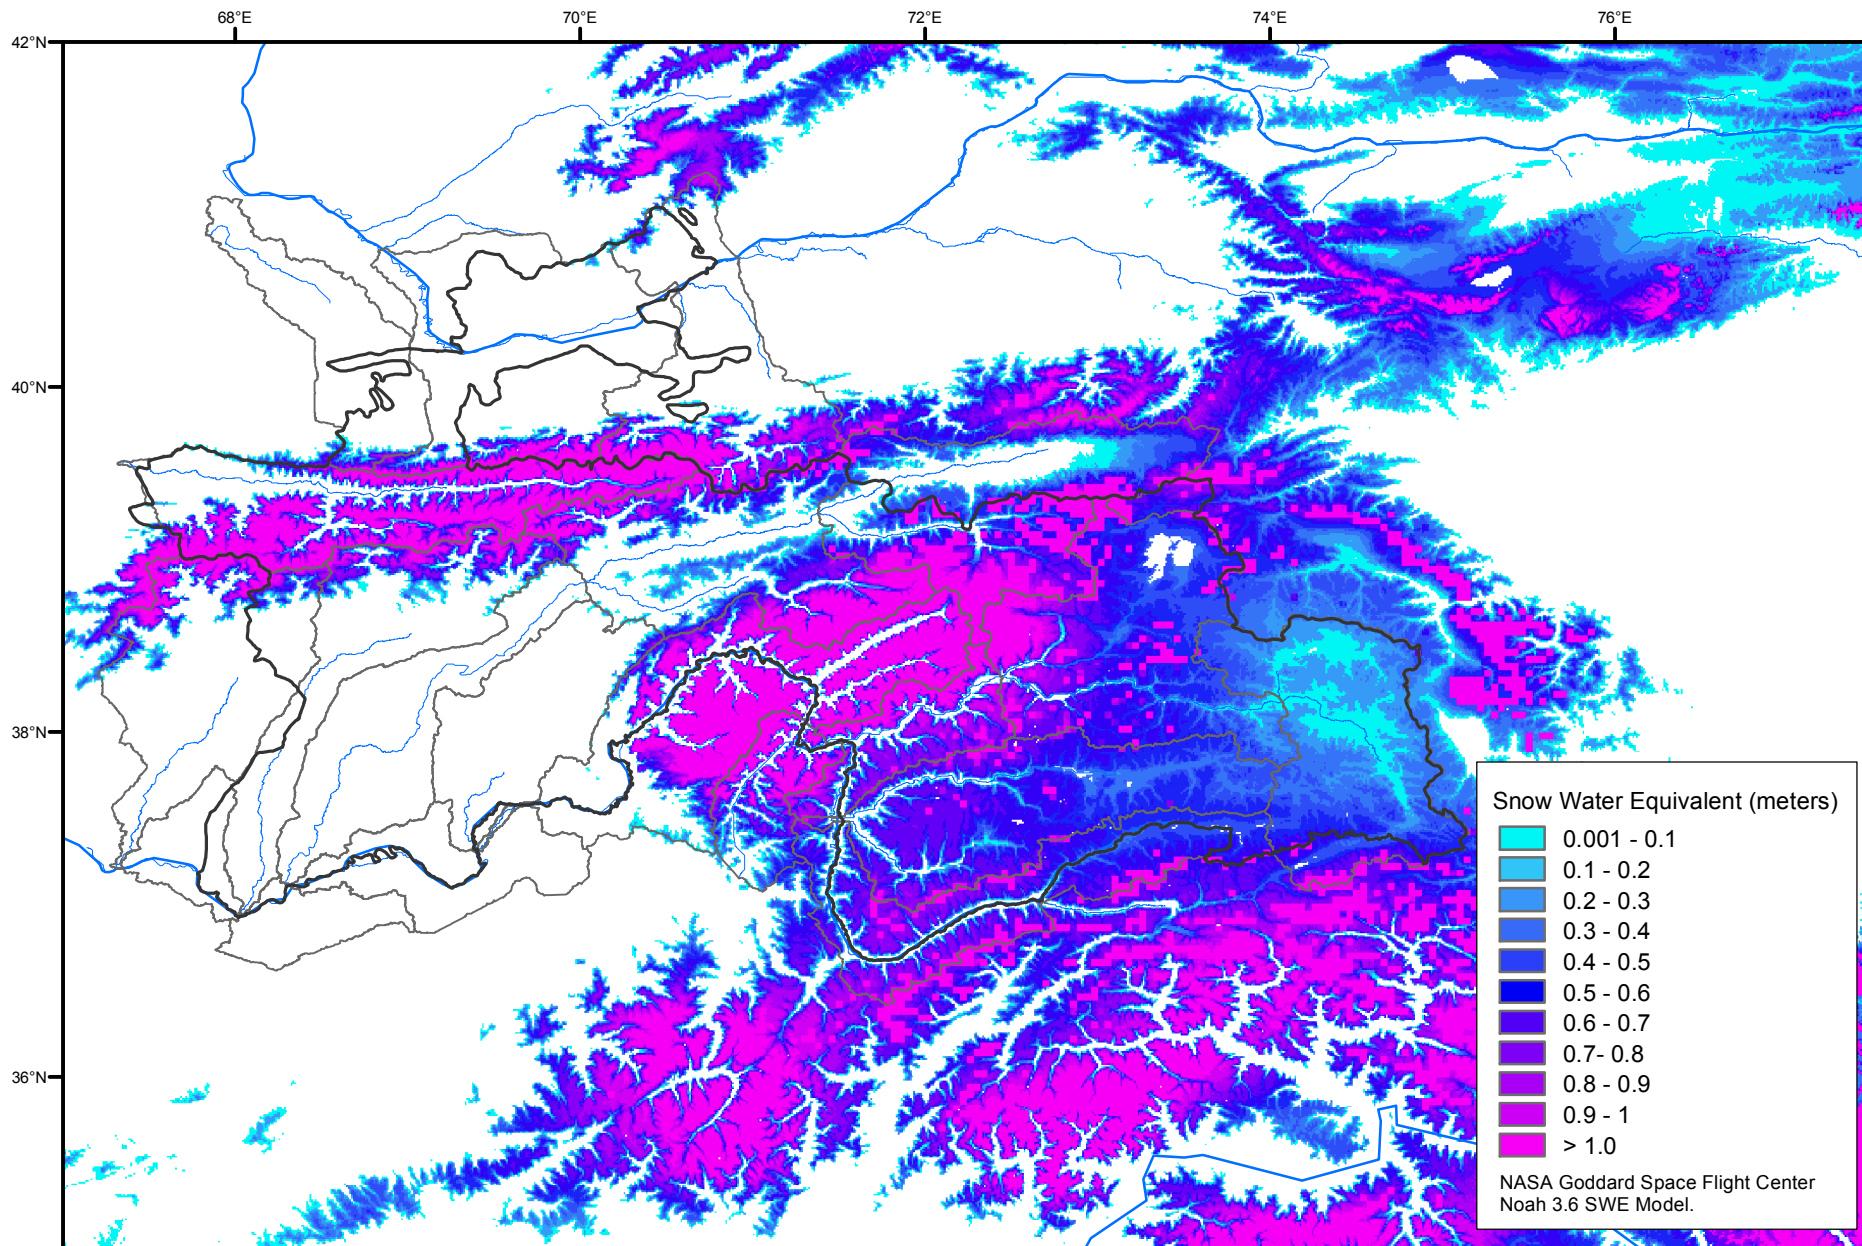 68°E
70°E
72°E
74°E
76°E
42°N
40°N
38°N
36°N
Snow Water Equivalent (meters)
0.001 - 0.1
0.1 - 0.2
0.2 - 0.3
0.3 - 0.4
0.4 - 0.5
0.5 - 0.6
0.6 - 0.7
0.7- 0.8
0.8 - 0.9
0.9 - 1
> 1.0
NASA Goddard Space Flight Center
Noah 3.6 SWE Model.